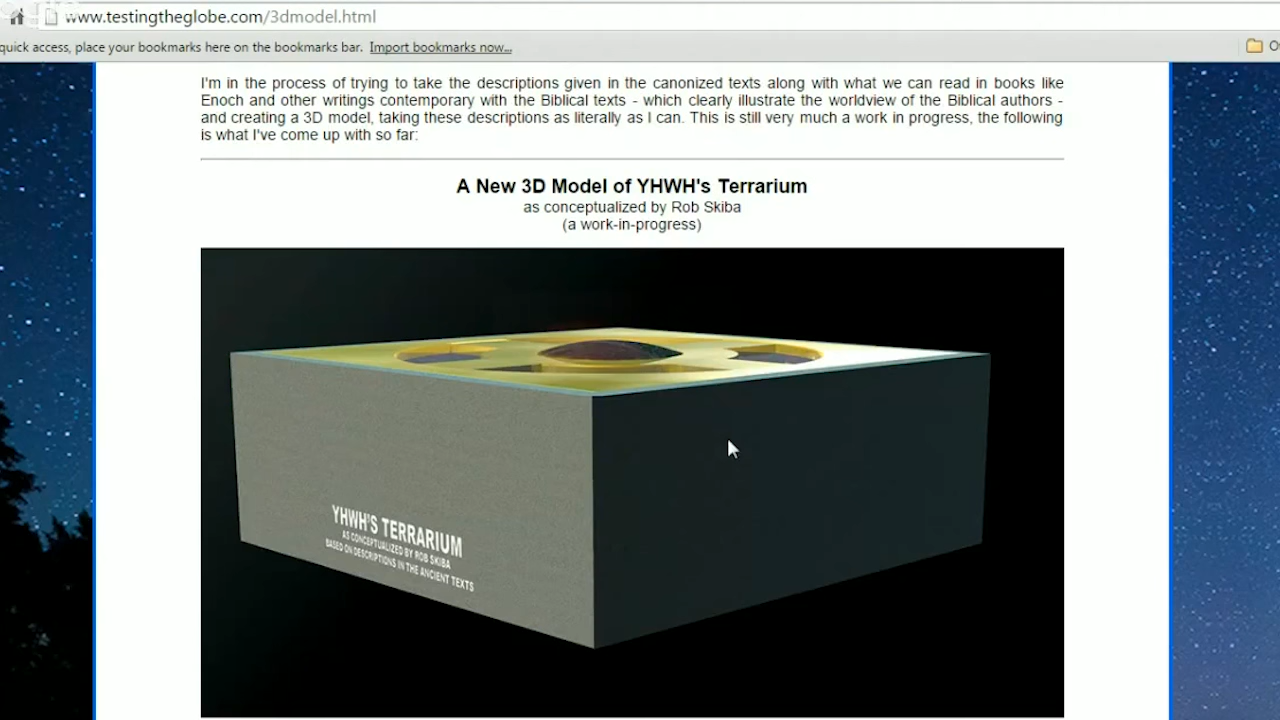 www.testingtheglobe.com/3dmodel.html
quick access, place your bookmarks here on the bookmarks bar. Import bookmarks now...
I'm in the process of trying to take the descriptions given in the canonized texts along with what we can read in books like
Enoch and other writings contemporary with the Biblical texts - which clearly illustrate the worldview of the Biblical authors -
and creating a 3D model, taking these descriptions as literally as I can. This is still very much a work in progress, the following
is what I've come up with so far:
A New 3D Model of YHWH's Terrarium
as conceptualized by Rob Skiba
(a work-in-progress)
YHWH'S TERRARIUM
AS CONCEPTUALIZED BY ROB SKIBA
BASED ON DESCRIPTIONS IN THE ANCIENT TEXTS